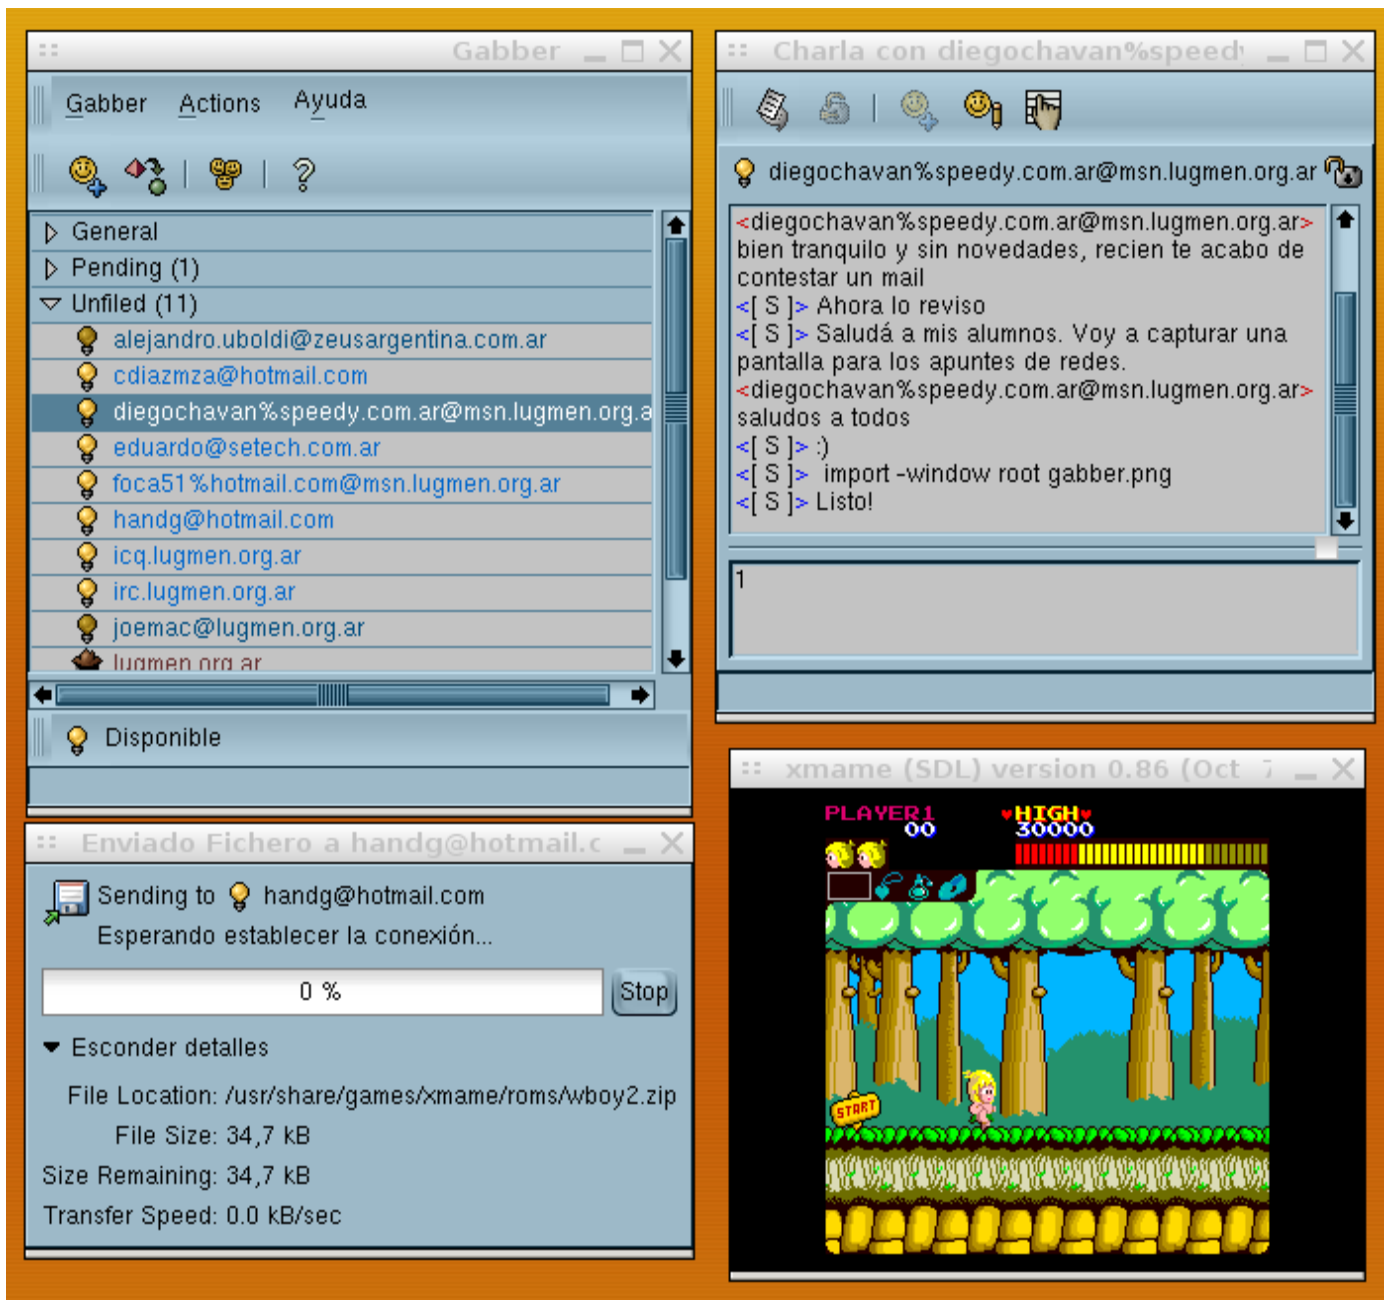 Gabber
Gabber Actions Ayuda
General
Pending (1)
Unfiled (11)
alejandro.uboldi@zeusargentina.com.ar
cdiazmza@hotmail.com
diegochavan%speedy.com.ar@msn.lugmen.org.a
eduardo@setech.com.ar
foca51%hotmail.com@msn.lugmen.org.ar
handg@hotmail.com
icq.lugmen.org.ar
irc.lugmen.org.ar
joemac@lugmen.org.ar
lugmen.org.ar
Disponible
Charla con diegochavan%speedy
diegochavan%speedy.com.ar@msn.lugmen.org.ar
<diegochavan%speedy.com.ar@msn.lugmen.org.ar>
bien tranquilo y sin novedades, recien te acabo de
contestar un mail
<[ S ]> Ahora lo reviso
<[ S ]> Saludá a mis alumnos. Voy a capturar una
pantalla para los apuntes de redes.
<diegochavan%speedy.com.ar@msn.lugmen.org.ar>
saludos a todos
<[ S ]> :)
<[ S ]> import -window root gabber.png
<[ S ]> Listo!
1
Enviado Fichero a handg@hotmail.c
Sending to handg@hotmail.com
Esperando establecer la conexión...
0 %
Stop
Esconder detalles
File Location: /usr/share/games/xmame/roms/wboy2.zip
File Size: 34,7 kB
Size Remaining: 34,7 kB
Transfer Speed: 0.0 kB/sec
xmame (SDL) version 0.86 (Oct 7
PLAYER1 HIGH
00 30000
START